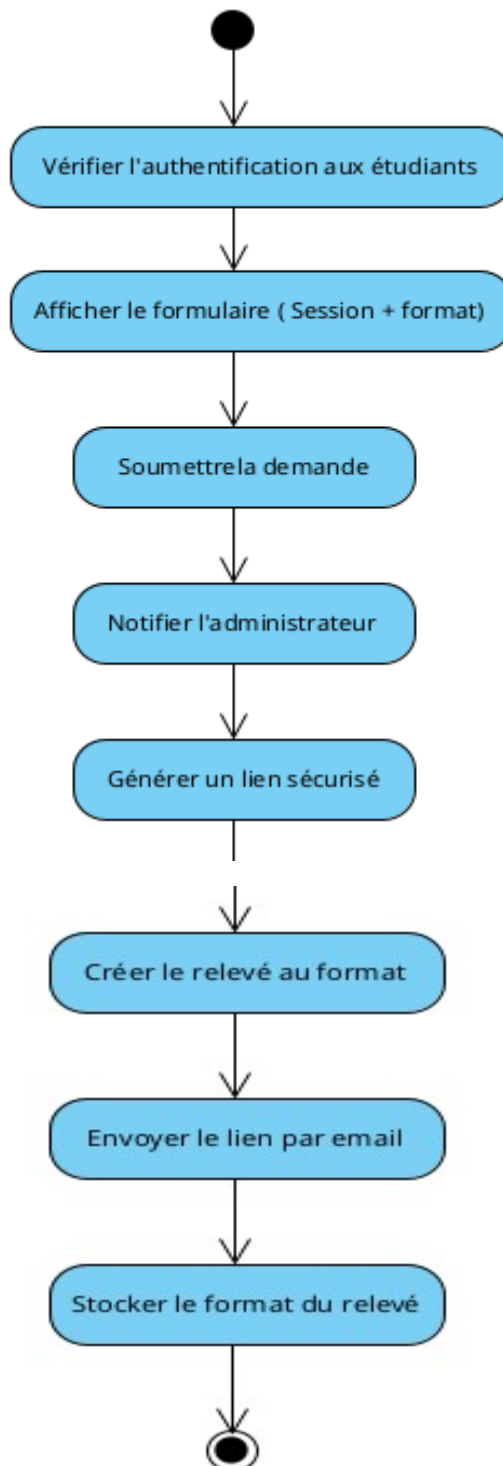 Vérifier l'authentification aux étudiants
Afficher le formulaire ( Session + format)
Soumettrela demande
Notifier l'administrateur
Générer un lien sécurisé
Créer le relevé au format
Envoyer le lien par email
Stocker le format du relevé